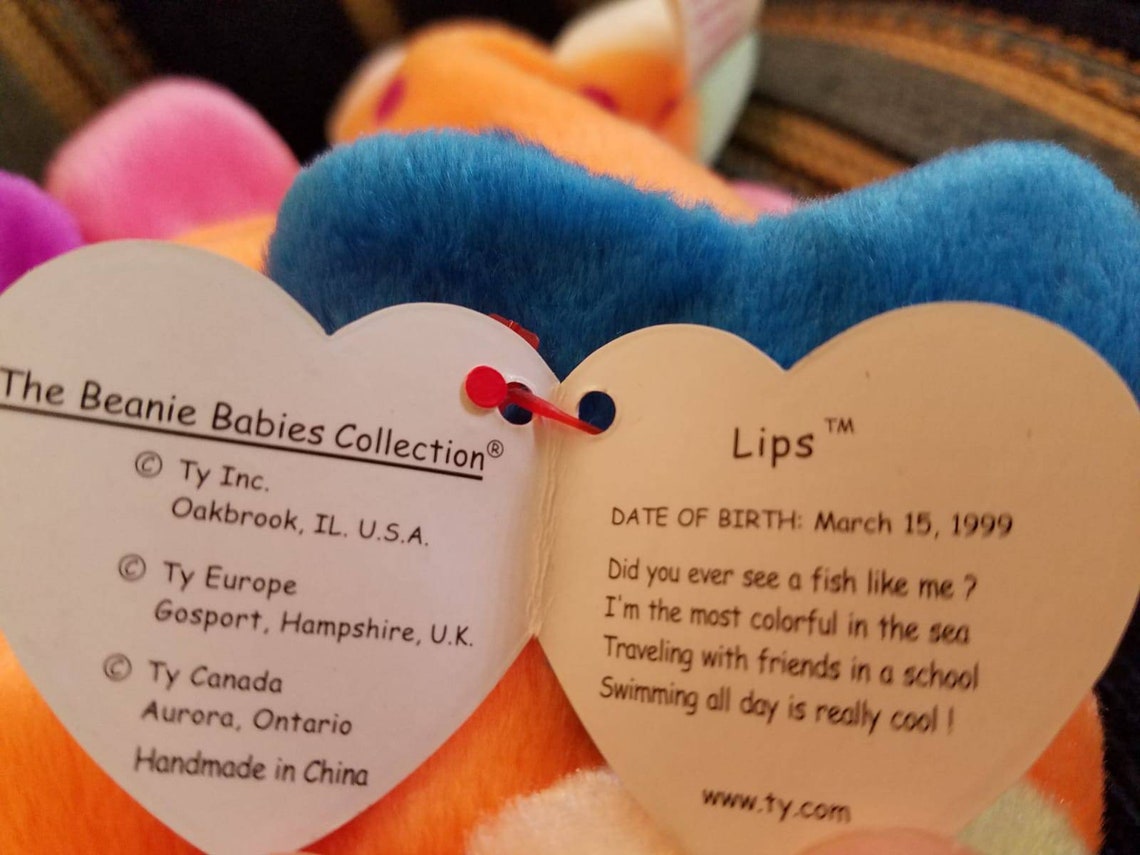 The Beanie Babies Collection®
© Ty Inc.
Oakbrook, IL. U.S.A.
© Ty Europe
Gosport, Hampshire, U.K.
© Ty Canada
Aurora, Ontario
Handmade in China
Lips™
DATE OF BIRTH: March 15, 1999
Did you ever see a fish like me ?
I'm the most colorful in the sea
Traveling with friends in a school
Swimming all day is really cool !
www.ty.com